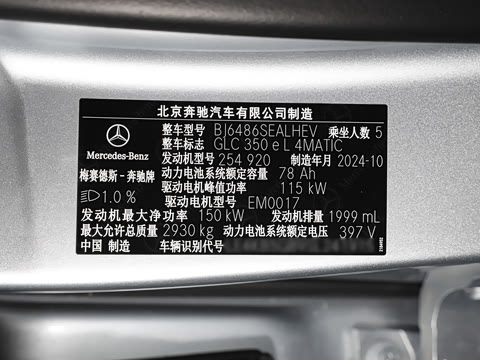 北京奔驰汽车有限公司制造
整车型号 BJ6486SEALHEV 乘坐人数 5
整车标志 GLC 350 e L 4MATIC
发动机型号 254 920 制造年月 2024-10
Mercedes-Benz
动力电池系统额定容量 78 Ah
梅赛德斯－奔驰牌
驱动电机峰值功率 115 kW
1.0 %
驱动电机型号 EM0017
发动机最大净功率 150 kW 发动机排量 1999 mL
最大允许总质量 2930 kg 动力电池系统额定电压 397 V
中国 制造 车辆识别代号